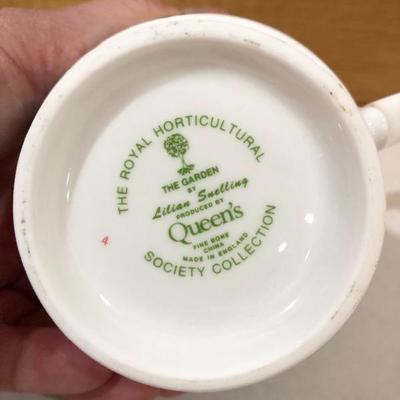 THE ROYAL HORTICULTURAL
THE GARDEN
BY
Lilian Snelling
PRODUCED BY
Queen's
FINE BONE
CHINA
MADE IN ENGLAND
SOCIETY COLLECTION
4